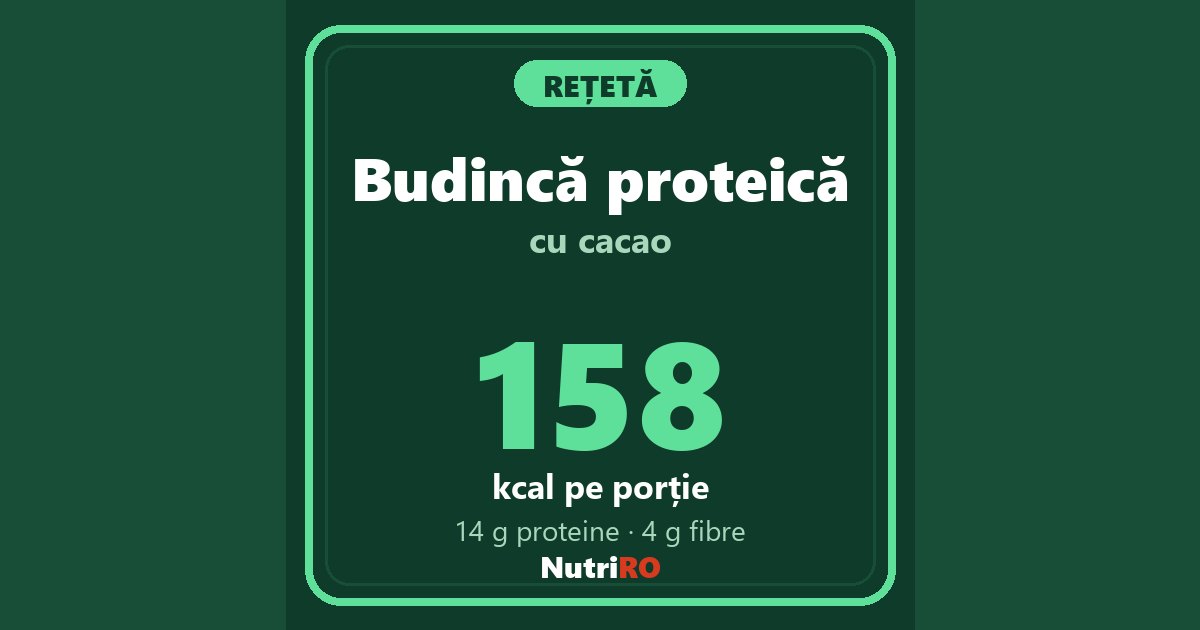 REȚETĂ
Budincă proteică
cu cacao
158
kcal pe porție
14 g proteine · 4 g fibre
NutriRO